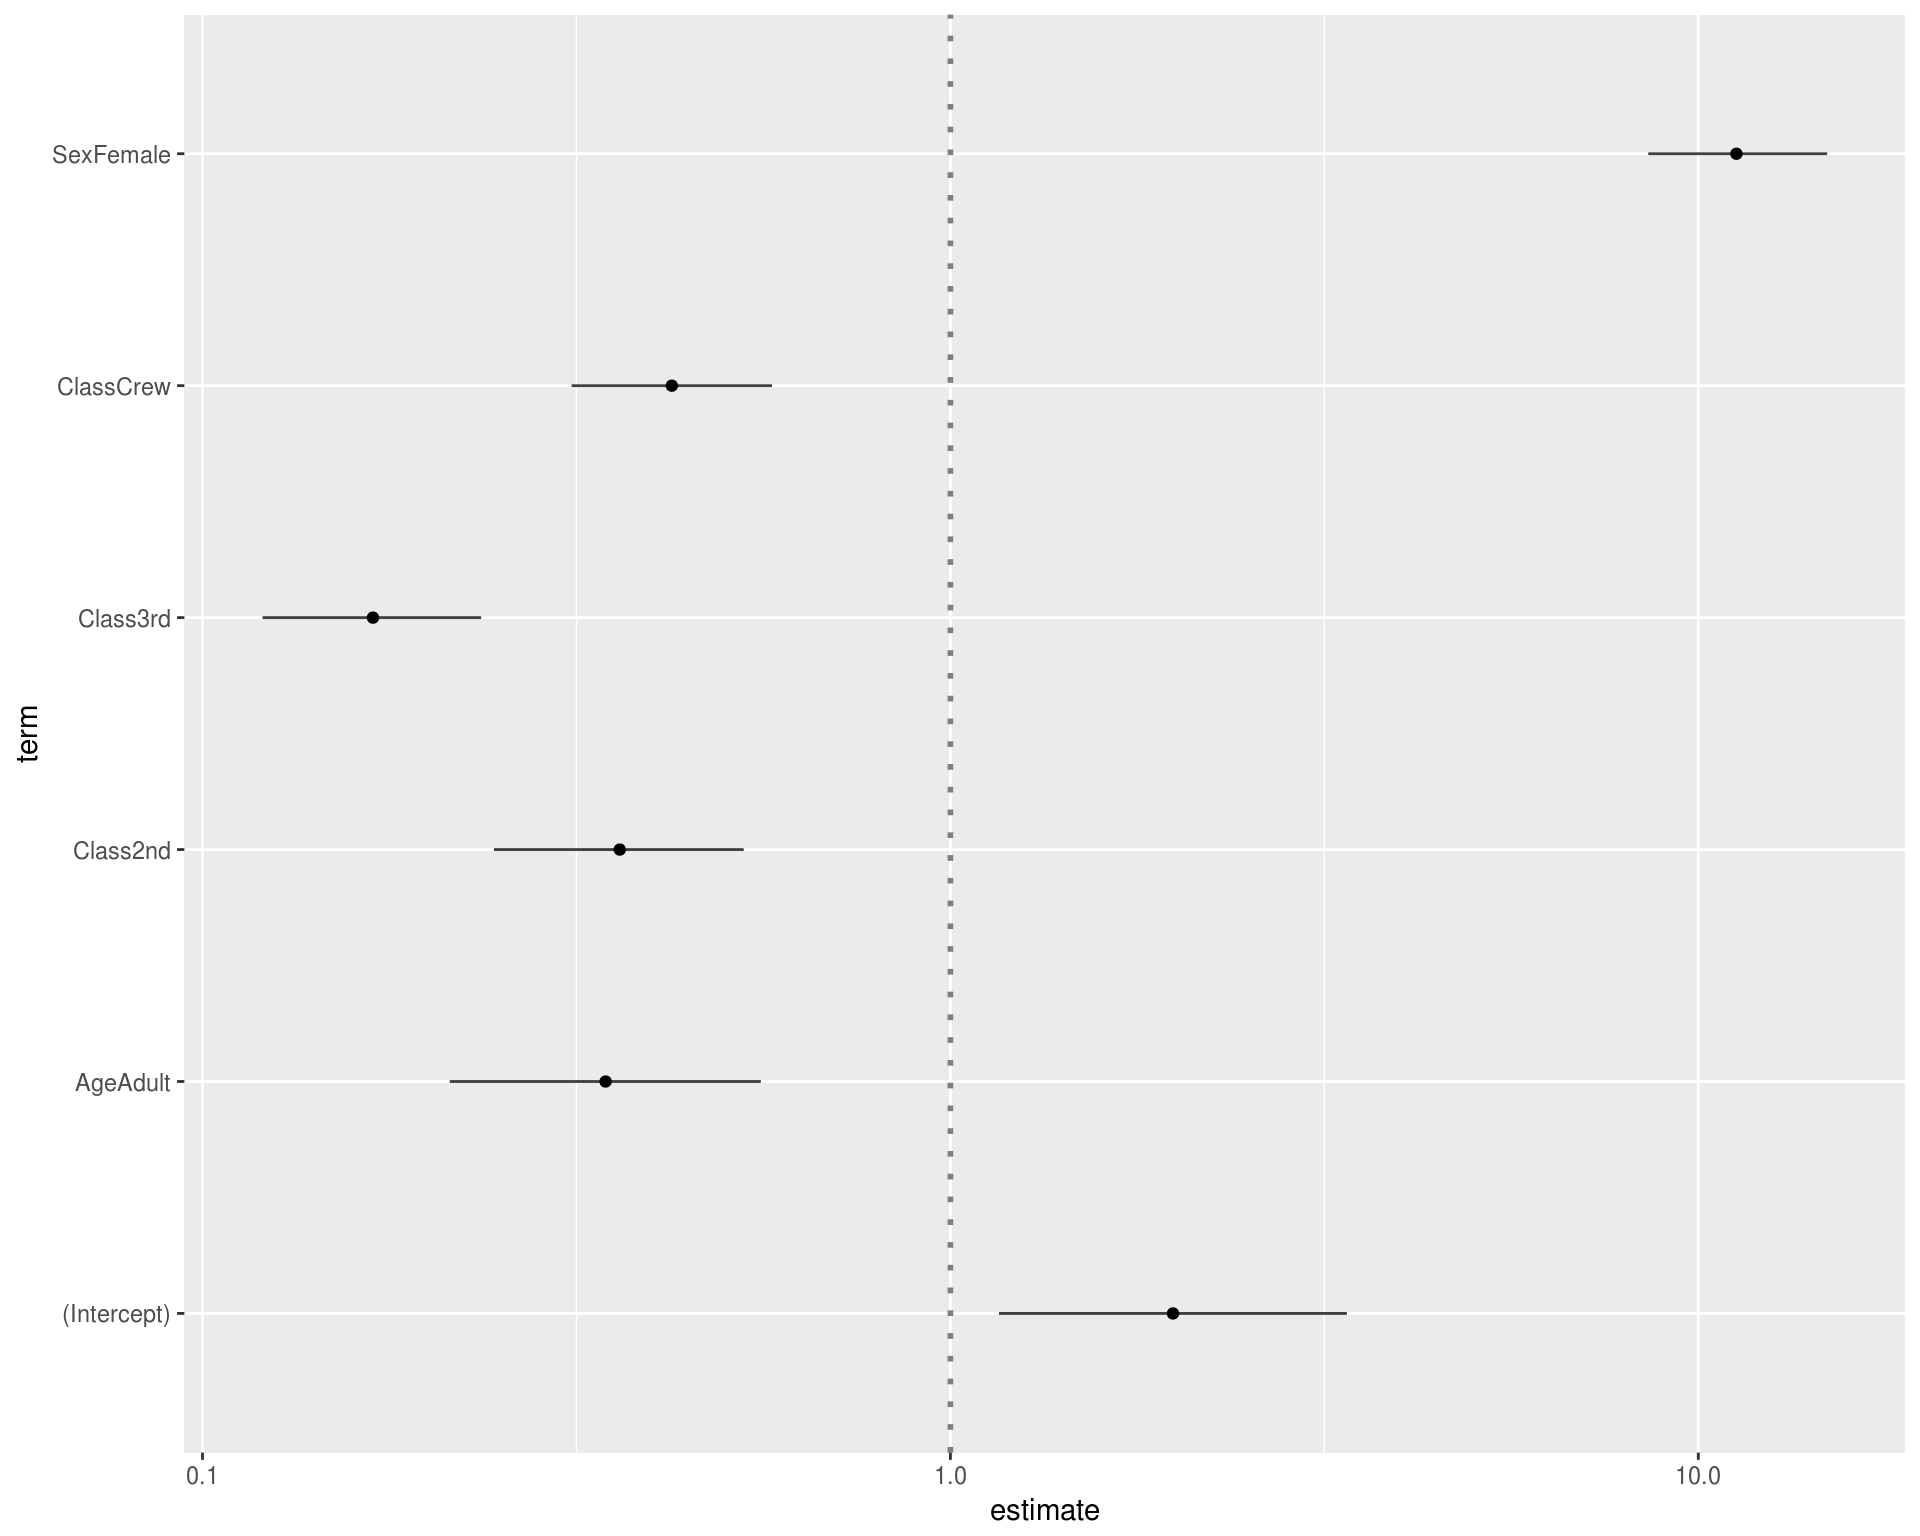 SexFemale
ClassCrew
Class3rd
term
Class2nd
AgeAdult
(Intercept)
0.1 1.0 10.0
estimate